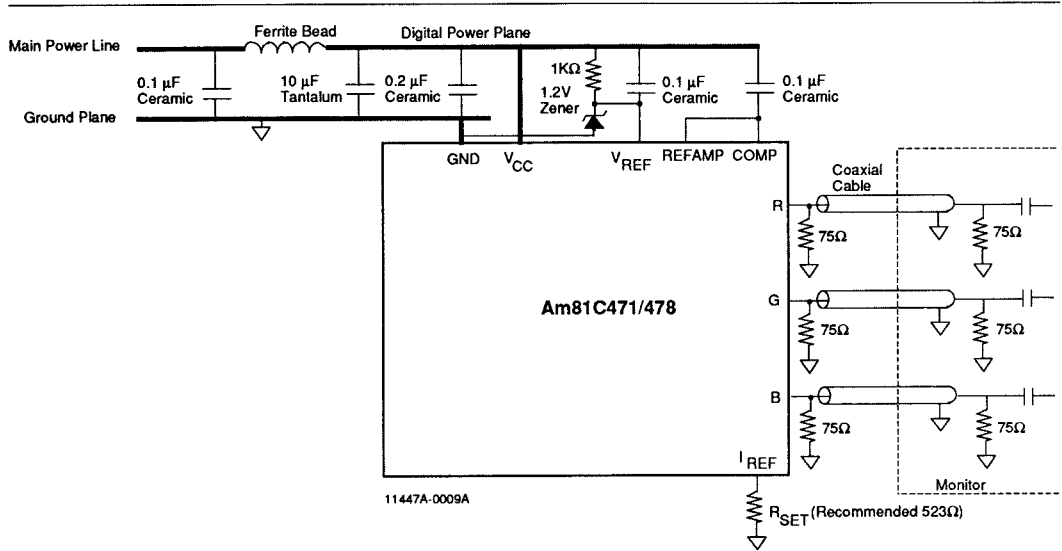 Ferrite Bead
Digital Power Plane
Main Power Line
0.1 µF
Ceramic
10 µF
Tantalum
0.2 µF
Ceramic
1KΩ
1.2V
Zener
0.1 µF
Ceramic
0.1 µF
Ceramic
Ground Plane
GND
VCC
VREF
REFAMP
COMP
Coaxial
Cable
R
75Ω
75Ω
Am81C471/478
G
75Ω
75Ω
B
75Ω
75Ω
IREF
Monitor
11447A-0009A
RSET (Recommended 523Ω)